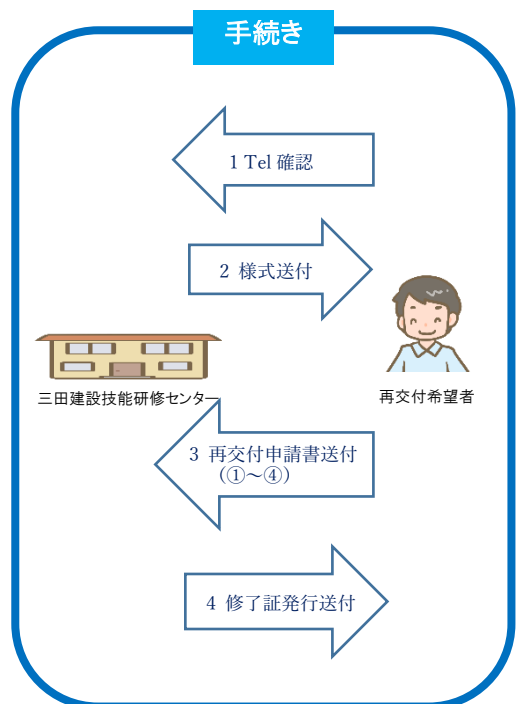 手続き
1 Tel 確認
2 様式送付
三田建設技能研修センター
再交付希望者
3 再交付申請書送付
(①～④)
4 修了証発行送付